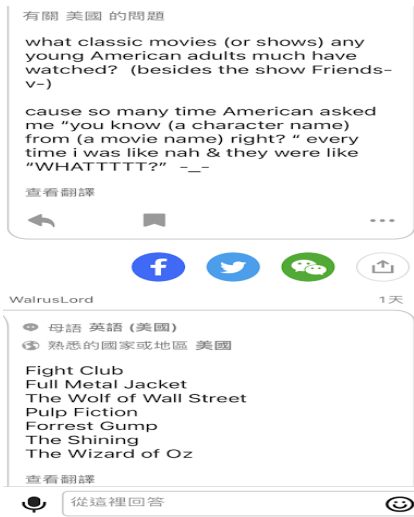 有關 美國 的問題
what classic movies (or shows) any
young American adults much have
watched?  (besides the show Friends-
v-)
cause so many time American asked
me “you know (a character name)
from (a movie name) right? “ every
time i was like nah & they were like
“WHATTTTT?”  -_-
查看翻譯
WalrusLord
1天
母語 英語 (美國)
熟悉的國家或地區 美國
Fight Club
Full Metal Jacket
The Wolf of Wall Street
Pulp Fiction
Forrest Gump
The Shining
The Wizard of Oz
查看翻譯
從這裡回答